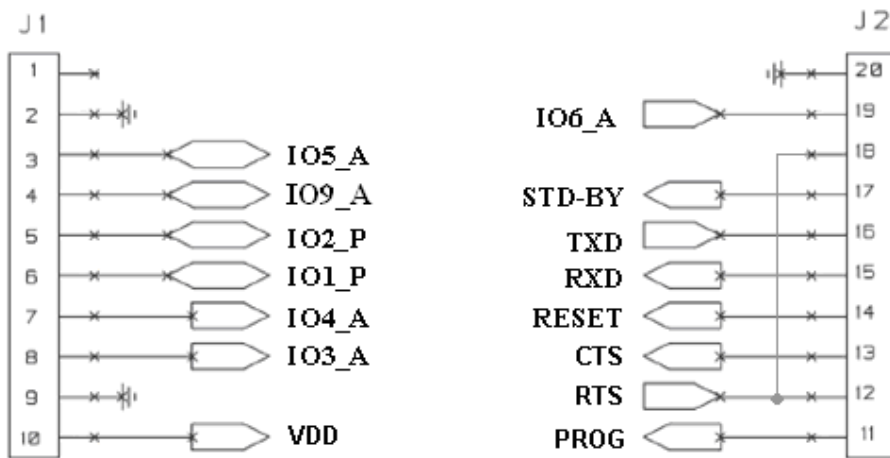 J1
1
2
3 IO5_A
4 IO9_A
5 IO2_P
6 IO1_P
7 IO4_A
8 IO3_A
9
10 VDD
J2
20
IO6_A 19
18
STD-BY 17
TXD 16
RXD 15
RESET 14
CTS 13
RTS 12
PROG 11